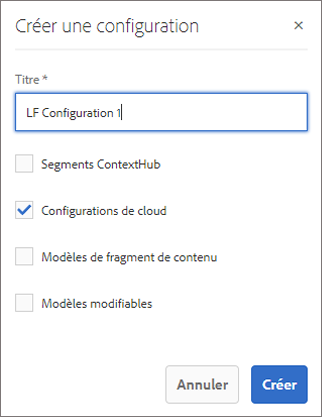 Créer une configuration
Titre *
LF Configuration 1
Segments ContextHub
Configurations de cloud
Modèles de fragment de contenu
Modèles modifiables
Annuler
Créer